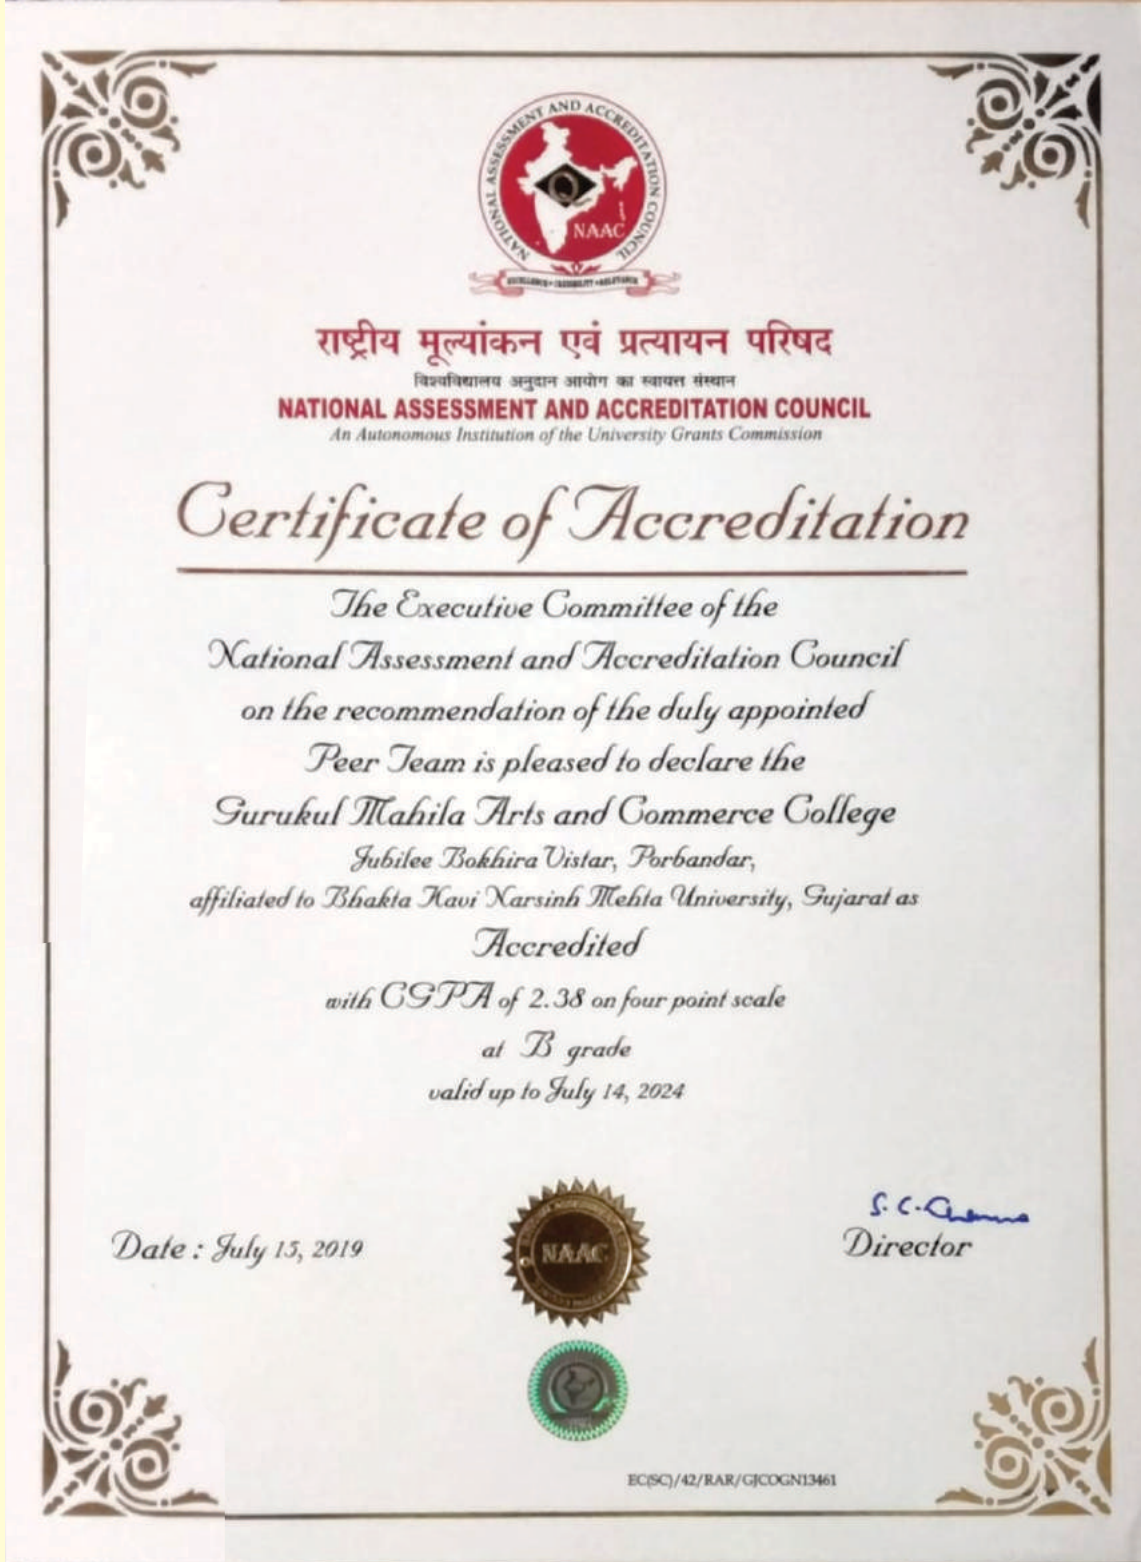 NATIONAL ASSESSMENT AND ACCREDITATION COUNCIL
NAAC
EXCELLENCE • CREDIBILITY • RELEVANCE
राष्ट्रीय मूल्यांकन एवं प्रत्यायन परिषद
विश्वविद्यालय अनुदान आयोग का स्वायत्त संस्थान
NATIONAL ASSESSMENT AND ACCREDITATION COUNCIL
An Autonomous Institution of the University Grants Commission
Certificate of Accreditation
The Executive Committee of the
National Assessment and Accreditation Council
on the recommendation of the duly appointed
Peer Team is pleased to declare the
Gurukul Mahila Arts and Commerce College
Jubilee Bokhira Vistar, Porbandar,
affiliated to Bhakta Kavi Narsinh Mehta University, Gujarat as
Accredited
with CGPA of 2.38 on four point scale
at B grade
valid up to July 14, 2024
Date : July 15, 2019
NAAC
Director
EC(SC)/42/RAR/GJCOGN13461